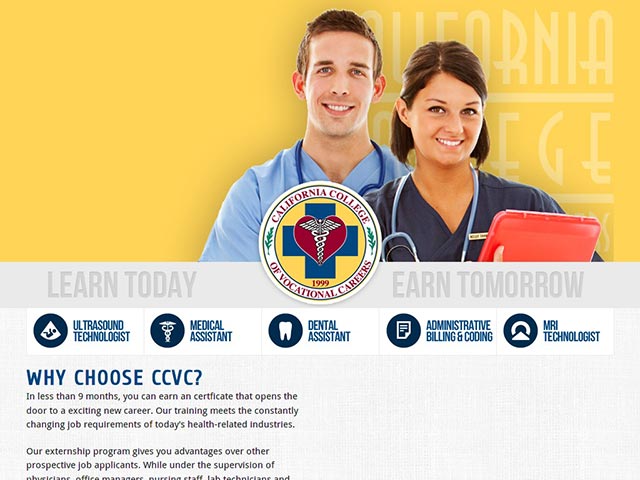 CALIFORNIA
COLLEGE
CALIFORNIA COLLEGE
OF VOCATIONAL CAREERS
1999
LEARN TODAY
EARN TOMORROW
ULTRASOUND
TECHNOLOGIST
MEDICAL
ASSISTANT
DENTAL
ASSISTANT
ADMINISTRATIVE
BILLING & CODING
MRI
TECHNOLOGIST
WHY CHOOSE CCVC?
In less than 9 months, you can earn an certficate that opens the
door to a exciting new career. Our training meets the constantly
changing job requirements of today's health-related industries.
Our externship program gives you advantages over other
prospective job applicants. While under the supervision of
physicians, office managers, nursing staff, lab technicians and